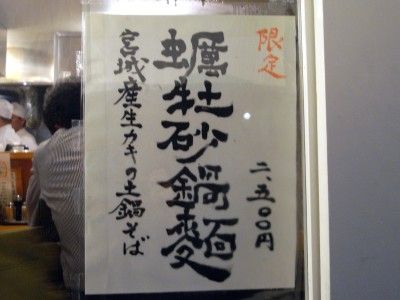 限定
蠣牡砂鍋麺
二、五〇〇円
宮城産生カキの土鍋そば